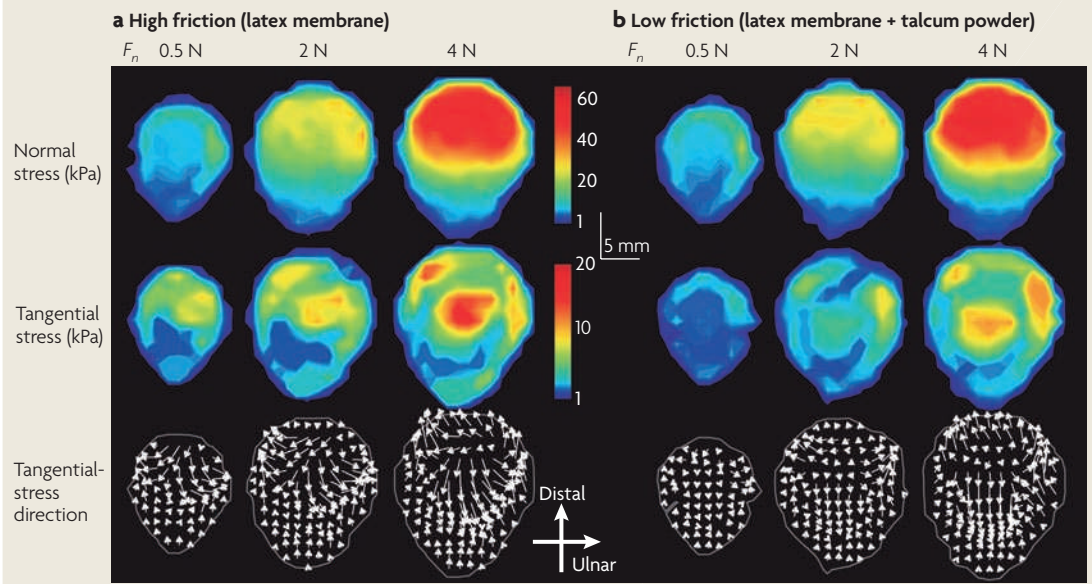 a High friction (latex membrane)
b Low friction (latex membrane + talcum powder)
Fn 0.5 N 2 N 4 N
Fn 0.5 N 2 N 4 N
Normal
stress (kPa)
60
40
20
1
5 mm
Tangential
stress (kPa)
20
10
1
Tangential-
stress
direction
Distal
Ulnar